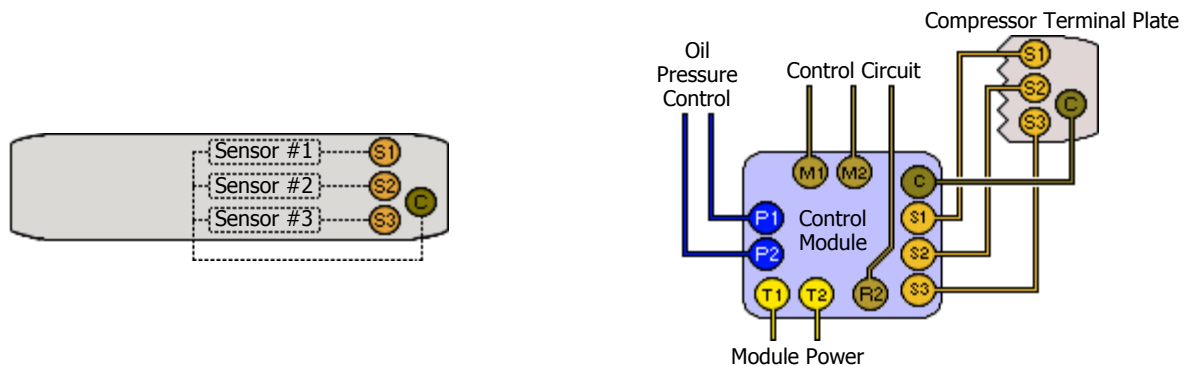 Sensor #1
S1
Sensor #2
S2
Sensor #3
S3
C
Compressor Terminal Plate
Oil
Pressure
Control
Control Circuit
S1
S2
C
S3
M1
M2
C
P1
Control
Module
S1
P2
S2
T1
T2
R2
S3
Module Power